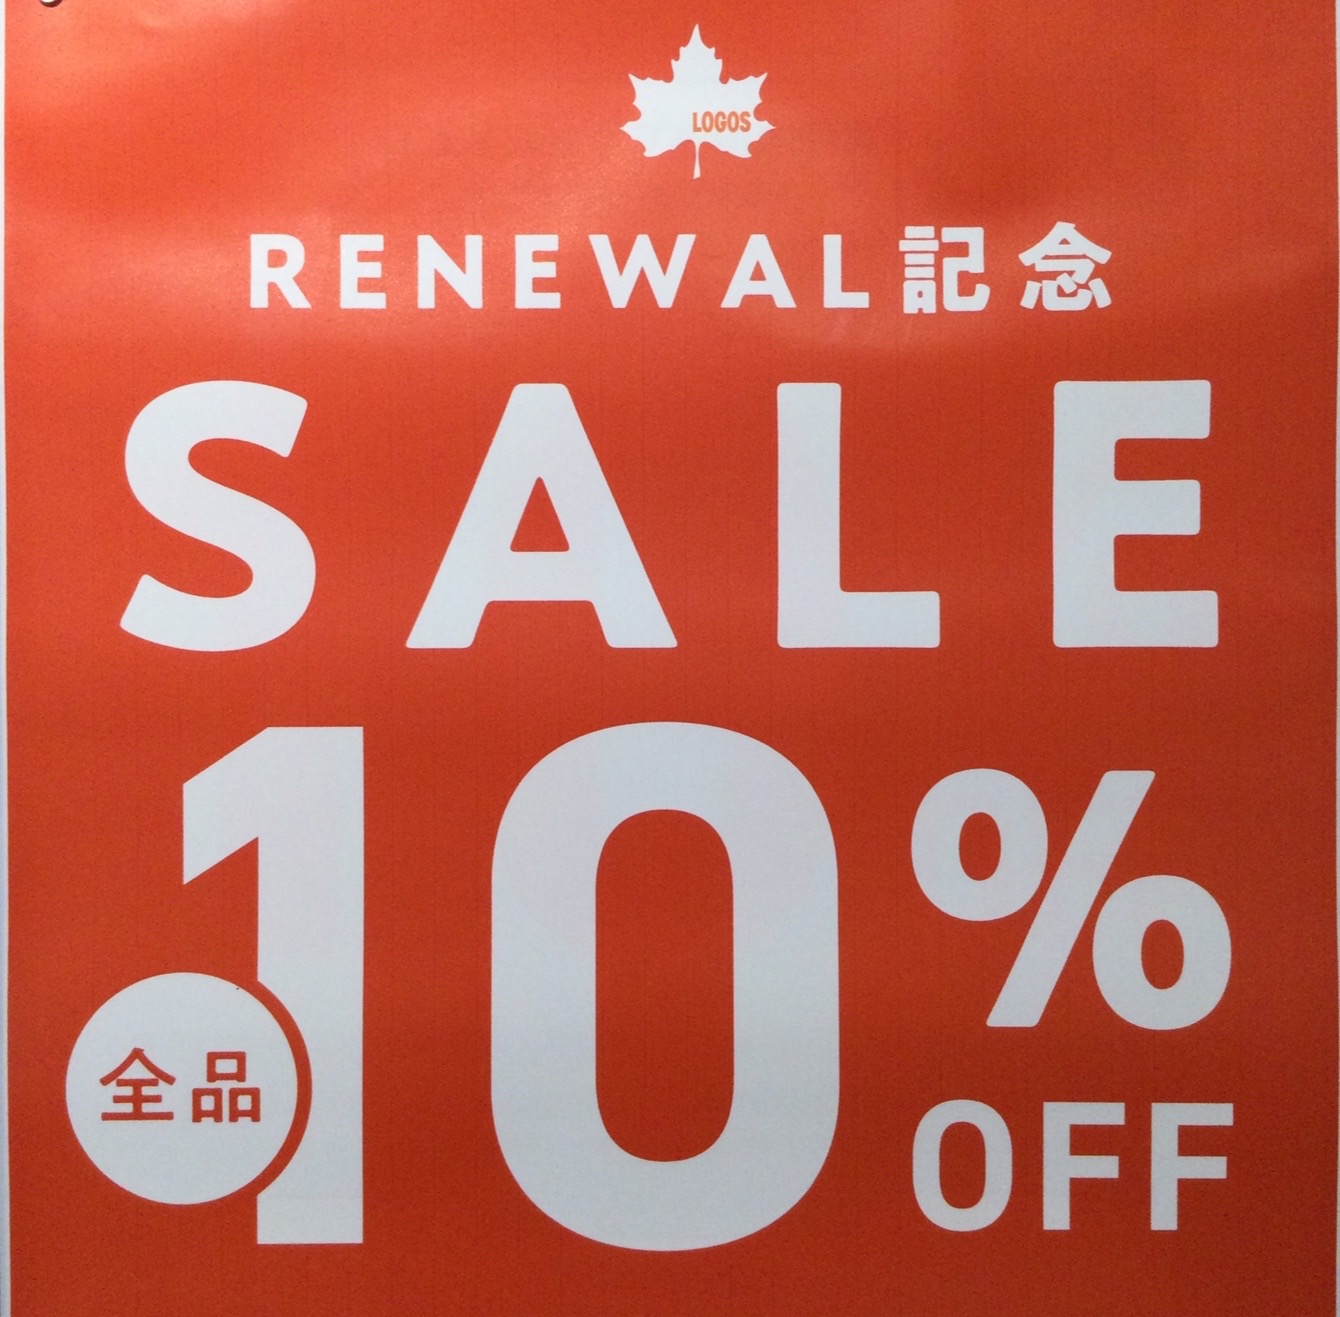 LOGOS
RENEWAL記念
SALE
10%
全品
OFF